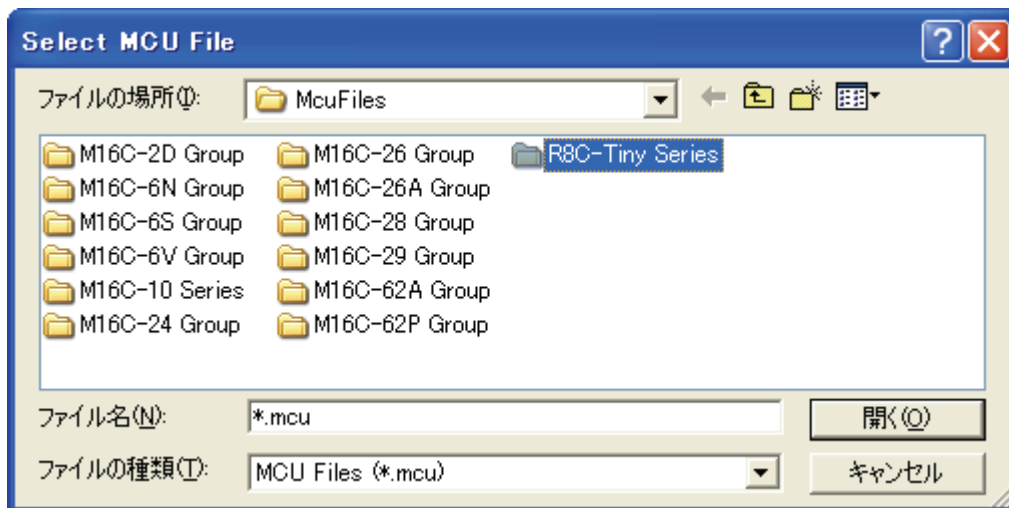 Select MCU File
ファイルの場所(I):
McuFiles
M16C-2D Group
M16C-6N Group
M16C-6S Group
M16C-6V Group
M16C-10 Series
M16C-24 Group
M16C-26 Group
M16C-26A Group
M16C-28 Group
M16C-29 Group
M16C-62A Group
M16C-62P Group
R8C-Tiny Series
ファイル名(N):
*.mcu
開く(O)
ファイルの種類(T):
MCU Files (*.mcu)
キャンセル